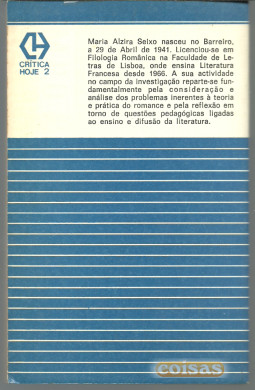 CRÍTICA
HOJE 2
Maria Alzira Seixo nasceu no Barreiro,
a 29 de Abril de 1941. Licenciou-se em
Filologia Românica na Faculdade de Le-
tras de Lisboa, onde ensina Literatura
Francesa desde 1966. A sua actividade
no campo da investigação reparte-se fun-
damentalmente pela consideração e
análise dos problemas inerentes à teoria
e prática do romance e pela reflexão em
torno de questões pedagógicas ligadas
ao ensino e difusão da literatura.
coisas